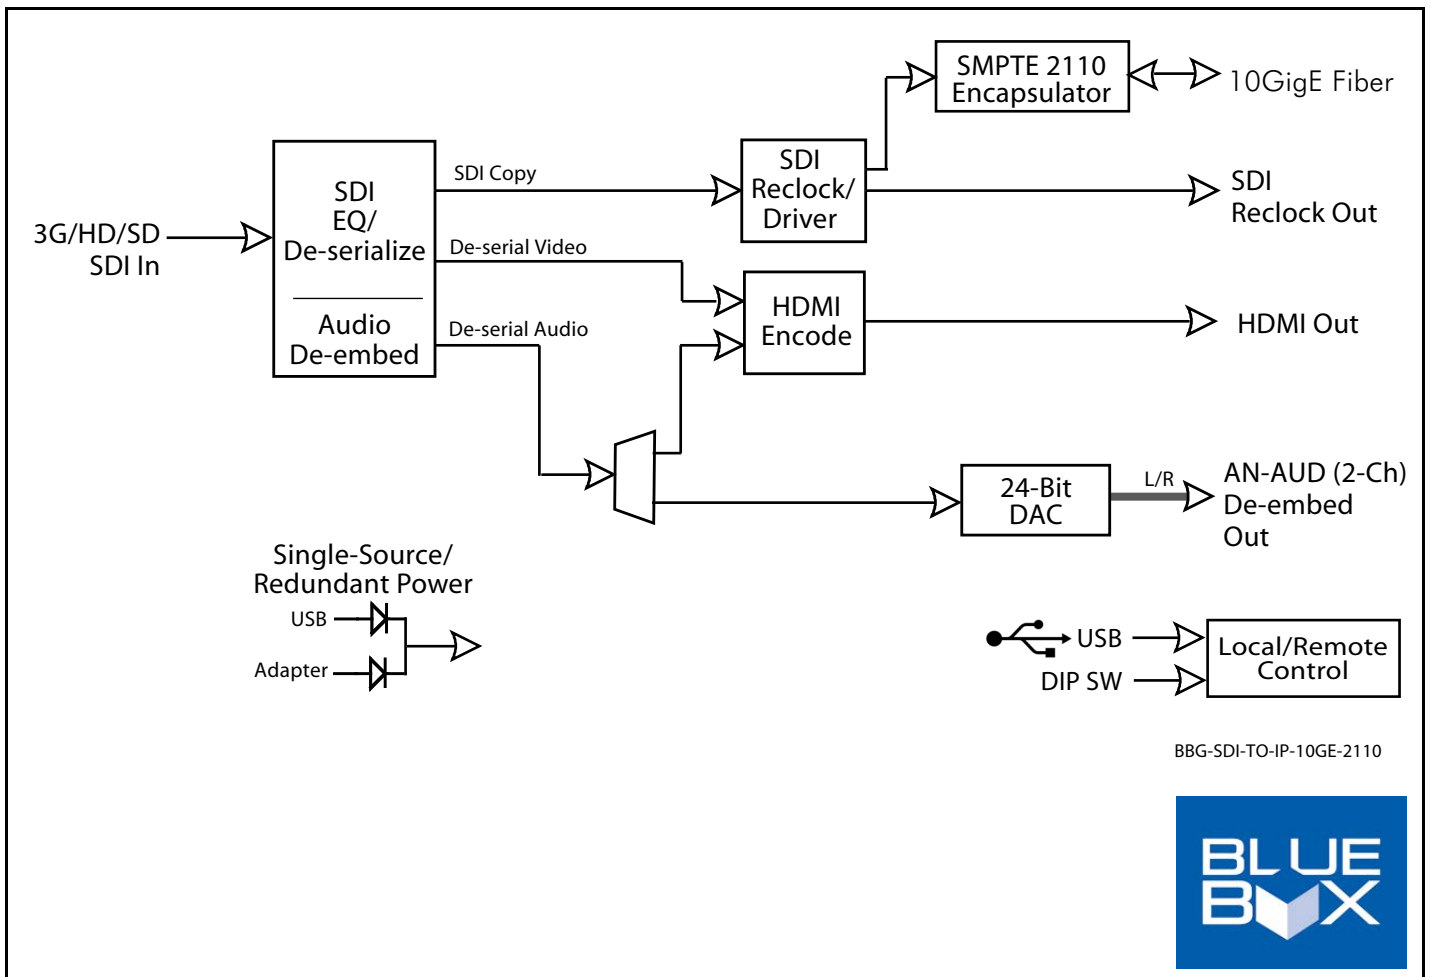 SMPTE 2110
Encapsulator
10GigE Fiber
SDI
Reclock/
Driver
SDI Copy
SDI
EQ/
De-serialize
SDI
Reclock Out
3G/HD/SD
SDI In
De-serial Video
HDMI
Encode
HDMI Out
Audio
De-embed
De-serial Audio
24-Bit
DAC
L/R
AN-AUD (2-Ch)
De-embed
Out
Single-Source/
Redundant Power
USB
Adapter
USB
DIP SW
Local/Remote
Control
BBG-SDI-TO-IP-10GE-2110
BLUE
BOX